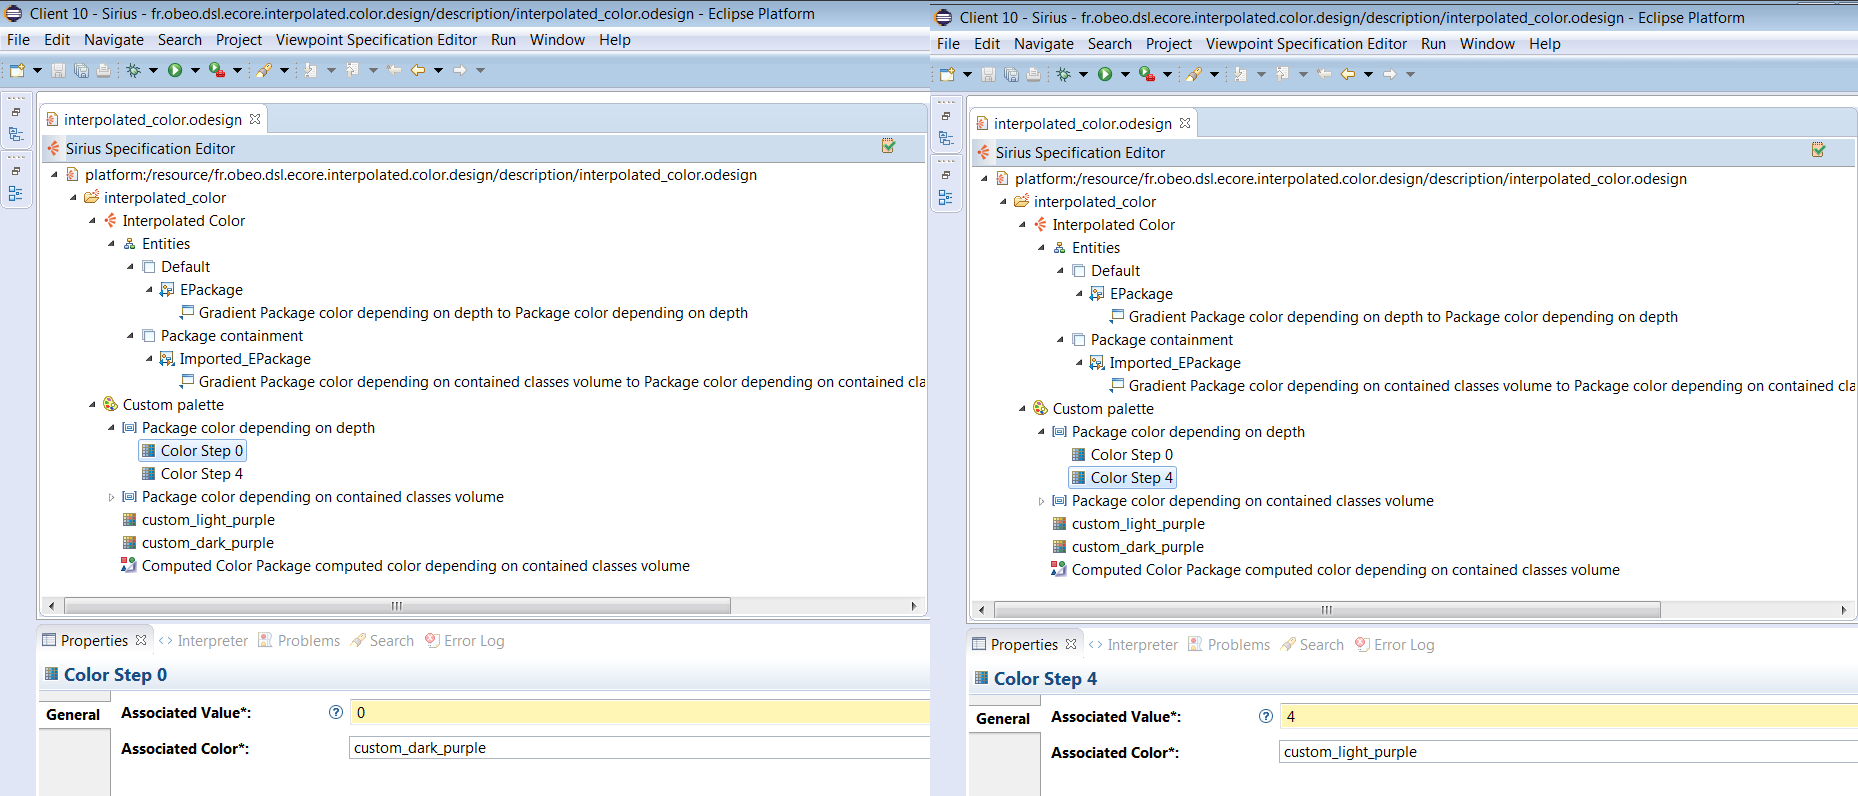 Client 10 - Sirius - fr.obeo.dsl.ecore.interpolated.color.design/description/interpolated_color.odesign - Eclipse Platform
File Edit Navigate Search Project Viewpoint Specification Editor Run Window Help
interpolated_color.odesign
Sirius Specification Editor
platform:/resource/fr.obeo.dsl.ecore.interpolated.color.design/description/interpolated_color.odesign
interpolated_color
Interpolated Color
Entities
Default
EPackage
Gradient Package color depending on depth to Package color depending on depth
Package containment
Imported_EPackage
Gradient Package color depending on contained classes volume to Package color depending on contained cla
Custom palette
Package color depending on depth
Color Step 0
Color Step 4
Package color depending on contained classes volume
custom_light_purple
custom_dark_purple
Computed Color Package computed color depending on contained classes volume
Properties Interpreter Problems Search Error Log
Color Step 0
General
Associated Value*: 0
Associated Color*: custom_dark_purple
Client 10 - Sirius - fr.obeo.dsl.ecore.interpolated.color.design/description/interpolated_color.odesign - Eclipse Platform
File Edit Navigate Search Project Viewpoint Specification Editor Run Window Help
interpolated_color.odesign
Sirius Specification Editor
platform:/resource/fr.obeo.dsl.ecore.interpolated.color.design/description/interpolated_color.odesign
interpolated_color
Interpolated Color
Entities
Default
EPackage
Gradient Package color depending on depth to Package color depending on depth
Package containment
Imported_EPackage
Gradient Package color depending on contained classes volume to Package color depending on contained cla
Custom palette
Package color depending on depth
Color Step 0
Color Step 4
Package color depending on contained classes volume
custom_light_purple
custom_dark_purple
Computed Color Package computed color depending on contained classes volume
Properties Interpreter Problems Search Error Log
Color Step 4
General
Associated Value*: 4
Associated Color*: custom_light_purple